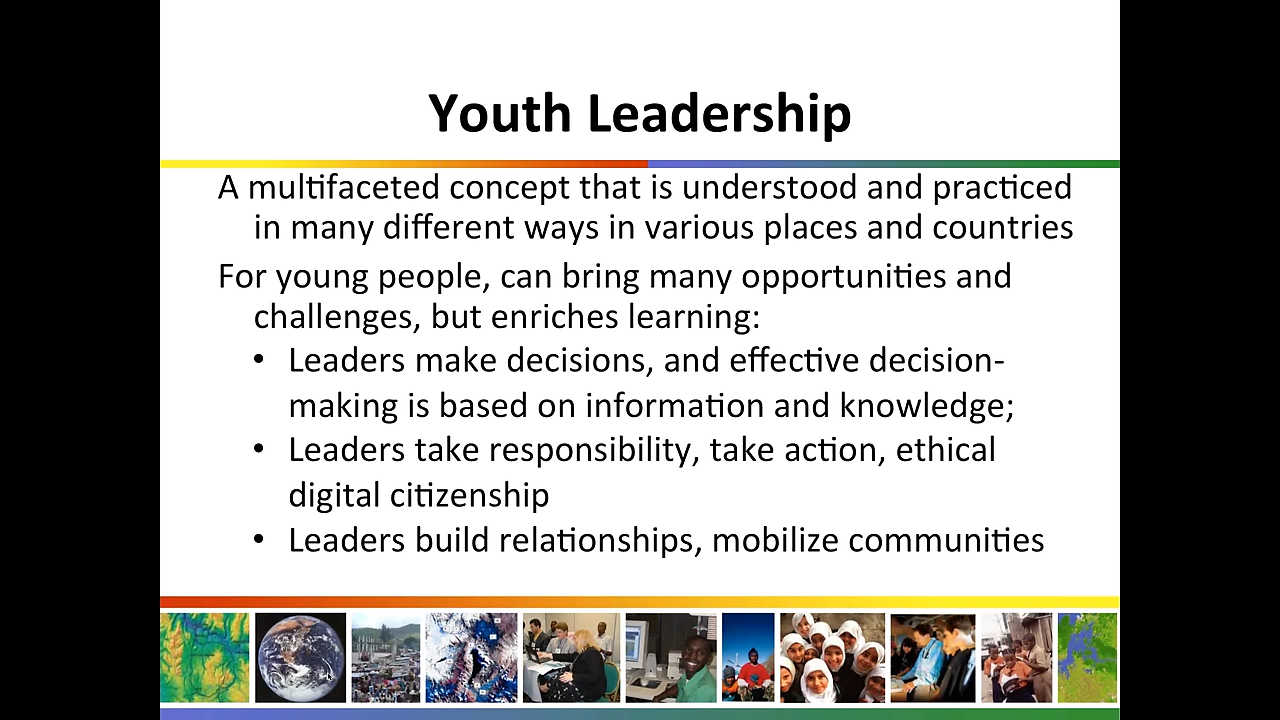 Youth Leadership
A multifaceted concept that is understood and practiced
in many different ways in various places and countries
For young people, can bring many opportunities and
challenges, but enriches learning:
• Leaders make decisions, and effective decision-
making is based on information and knowledge;
• Leaders take responsibility, take action, ethical
digital citizenship
• Leaders build relationships, mobilize communities